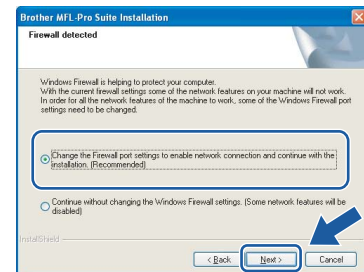 Brother MFL-Pro Suite Installation
Firewall detected
Windows Firewall is helping to protect your computer.
With the current firewall settings some of the network features on your machine will not work.
In order for all the network features of the machine to work, some of the Windows Firewall port
settings need to be changed.
Change the Firewall port settings to enable network connection and continue with the
installation. (Recommended)
Continue without changing the Windows Firewall settings. (Some network features will be
disabled)
InstallShield
< Back
Next >
Cancel